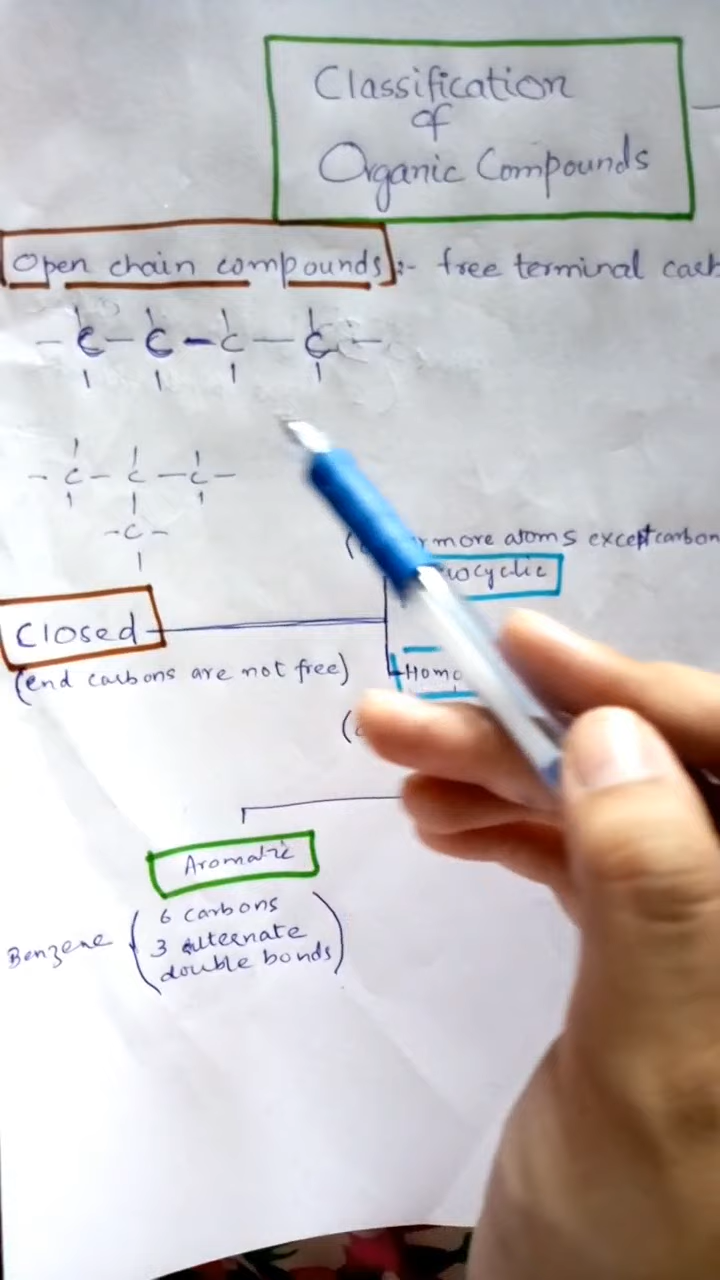 Classification
of
Organic Compounds
Open chain compounds :- free terminal
- C - C - C - C -
- C - C - C -
- C -
more atoms except carbon
Closed
(end carbons are not free)
Aromatic
Benzene (6 carbons
3 alternate
double bonds)